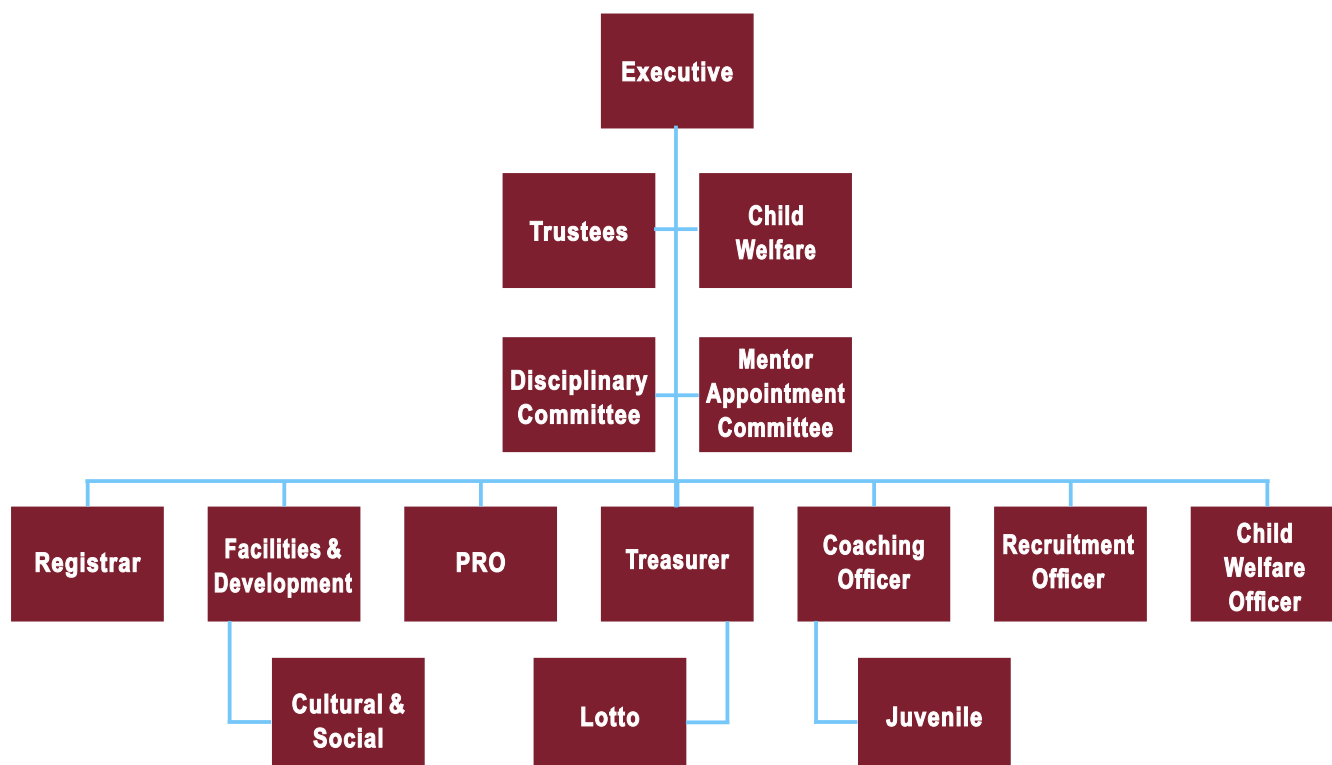 Executive
Trustees
Child
Welfare
Disciplinary
Committee
Mentor
Appointment
Committee
Registrar
Facilities &
Development
PRO
Treasurer
Coaching
Officer
Recruitment
Officer
Child
Welfare
Officer
Cultural &
Social
Lotto
Juvenile